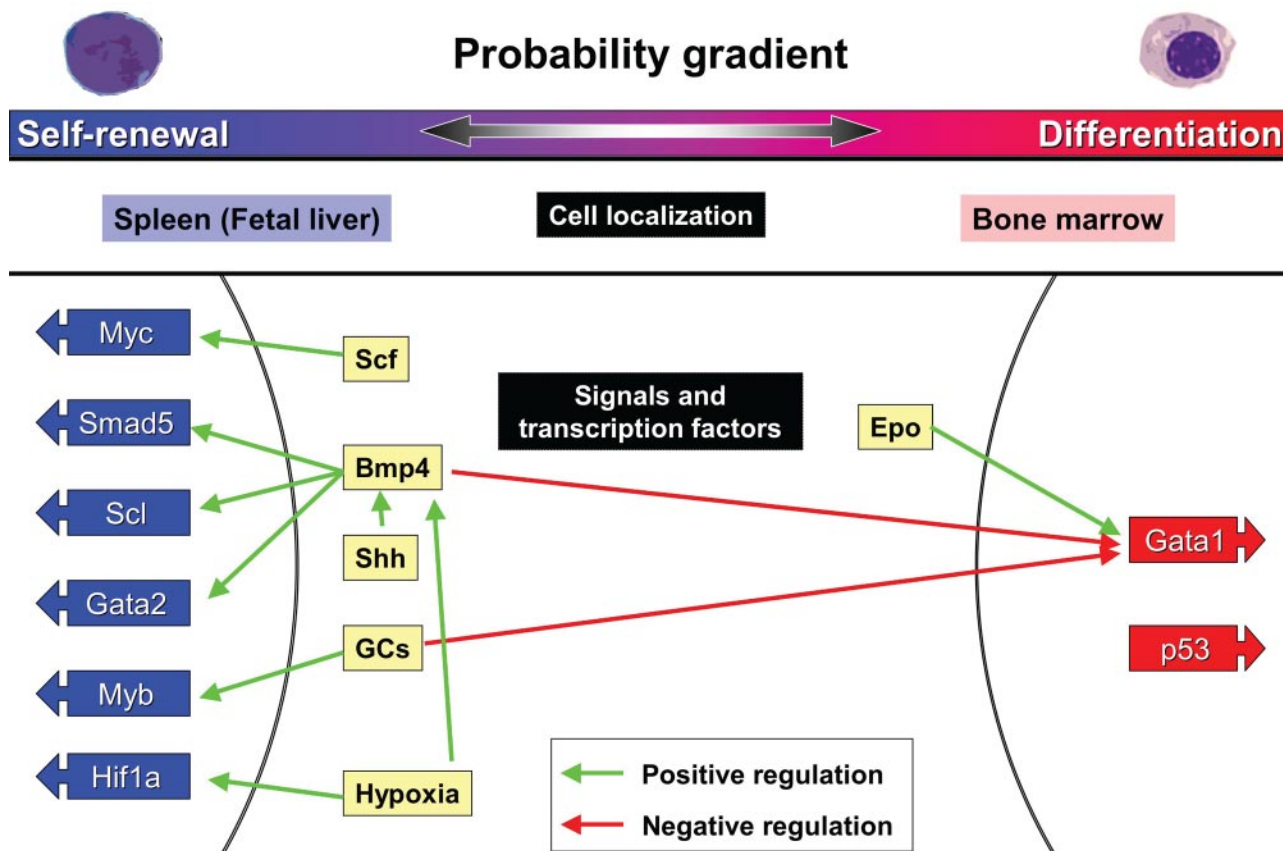 Probability gradient
Self-renewal
Differentiation
Spleen (Fetal liver)
Cell localization
Bone marrow
Myc
Scf
Smad5
Signals and
transcription factors
Epo
Bmp4
Scl
Shh
Gata1
Gata2
GCs
p53
Myb
Hif1a
Hypoxia
Positive regulation
Negative regulation